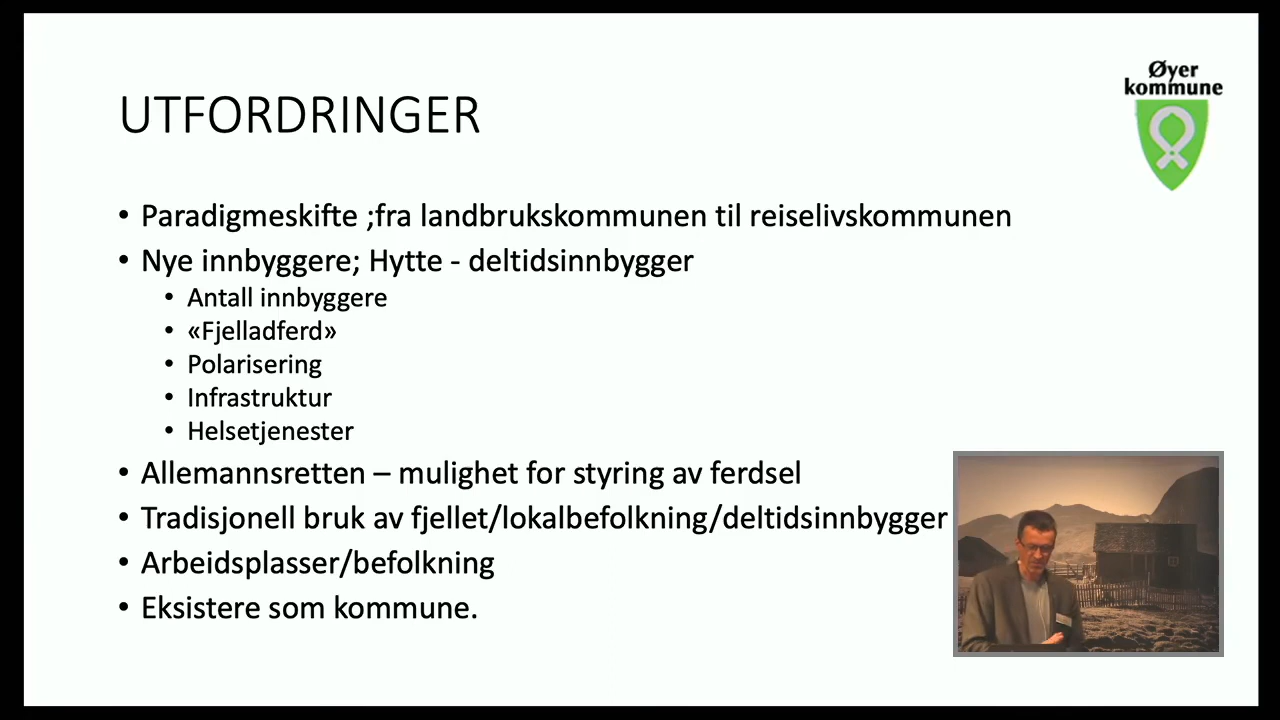 Øyer
kommune
UTFORDRINGER
• Paradigmeskifte ;fra landbrukskommunen til reiselivskommunen
• Nye innbyggere; Hytte - deltidsinnbygger
• Antall innbyggere
• «Fjelladferd»
• Polarisering
• Infrastruktur
• Helsetjenester
• Allemannsretten – mulighet for styring av ferdsel
• Tradisjonell bruk av fjellet/lokalbefolkning/deltidsinnbygger
• Arbeidsplasser/befolkning
• Eksistere som kommune.